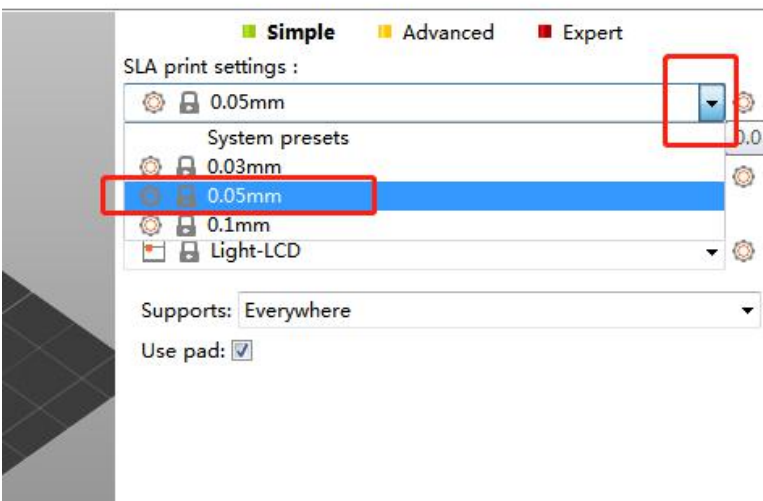 Simple Advanced Expert
SLA print settings :
0.05mm
System presets
0.03mm
0.05mm
0.1mm
Light-LCD
Supports: Everywhere
Use pad: